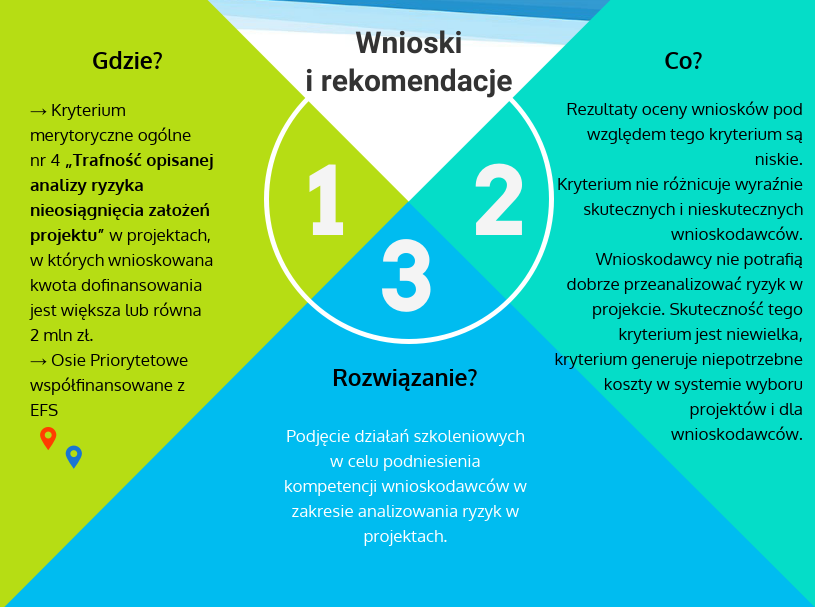 Wnioski
i rekomendacje
Gdzie?
→ Kryterium
merytoryczne ogólne
nr 4 „Trafność opisanej
analizy ryzyka
nieosiągnięcia założeń
projektu” w projektach,
w których wnioskowana
kwota dofinansowania
jest większa lub równa
2 mln zł.
→ Osie Priorytetowe
współfinansowane z
EFS
1
2
3
Co?
Rezultaty oceny wniosków pod
względem tego kryterium są
niskie.
Kryterium nie różnicuje wyraźnie
skutecznych i nieskutecznych
wnioskodawców.
Wnioskodawcy nie potrafią
dobrze przeanalizować ryzyk w
projekcie. Skuteczność tego
kryterium jest niewielka,
kryterium generuje niepotrzebne
koszty w systemie wyboru
projektów i dla
wnioskodawców.
Rozwiązanie?
Podjęcie działań szkoleniowych
w celu podniesienia
kompetencji wnioskodawców w
zakresie analizowania ryzyk w
projektach.